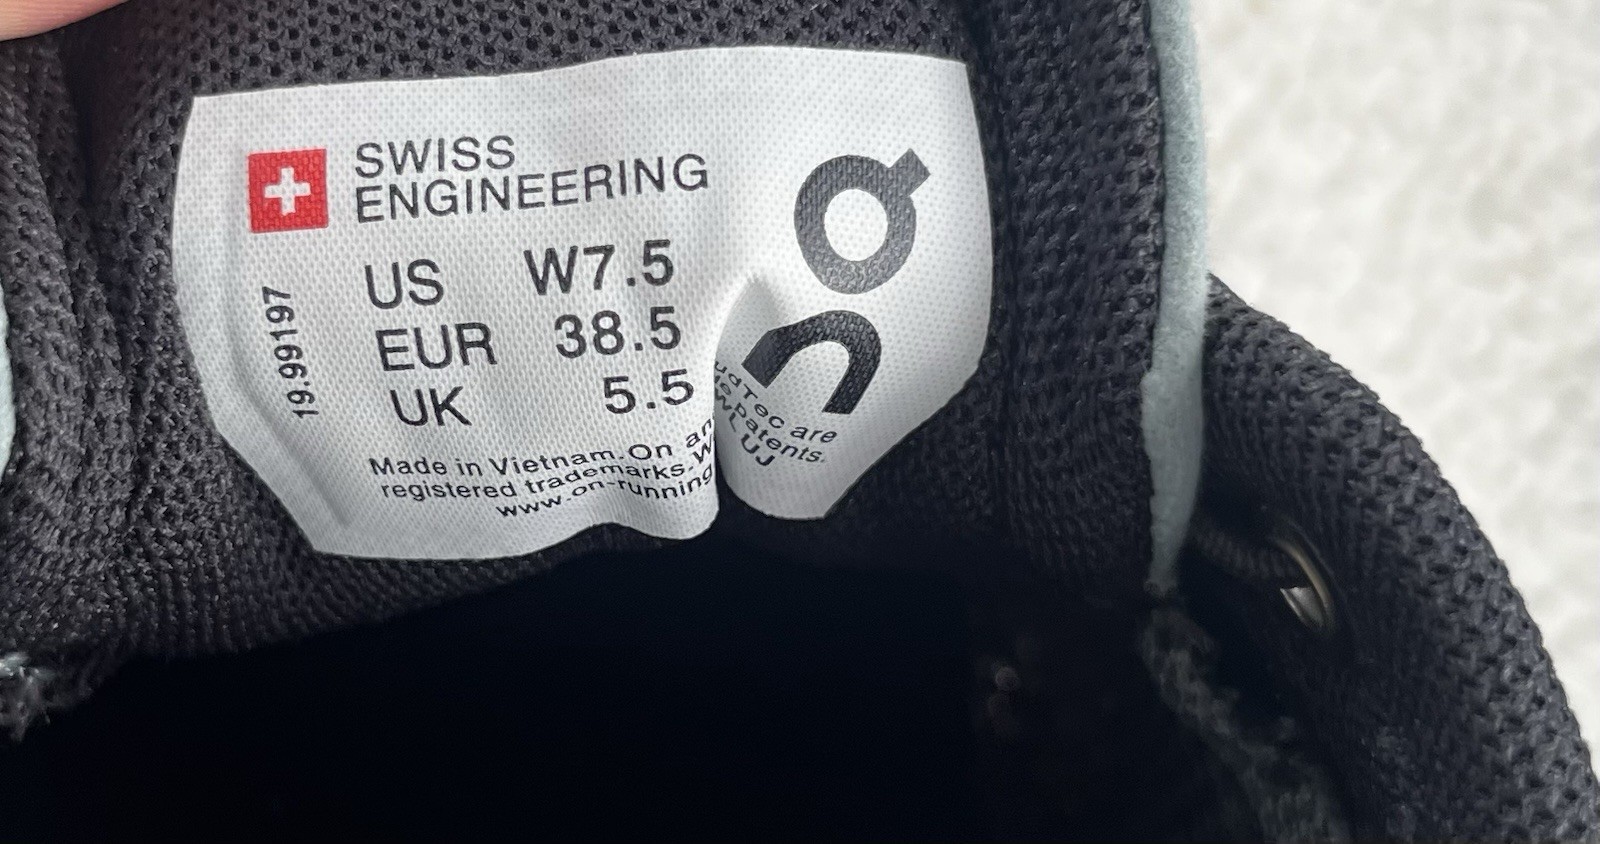 SWISS
ENGINEERING
US W7.5
EUR 38.5
UK 5.5
19.99197
Made in Vietnam. On are
registered trademarks. patents.
www.on-running
On